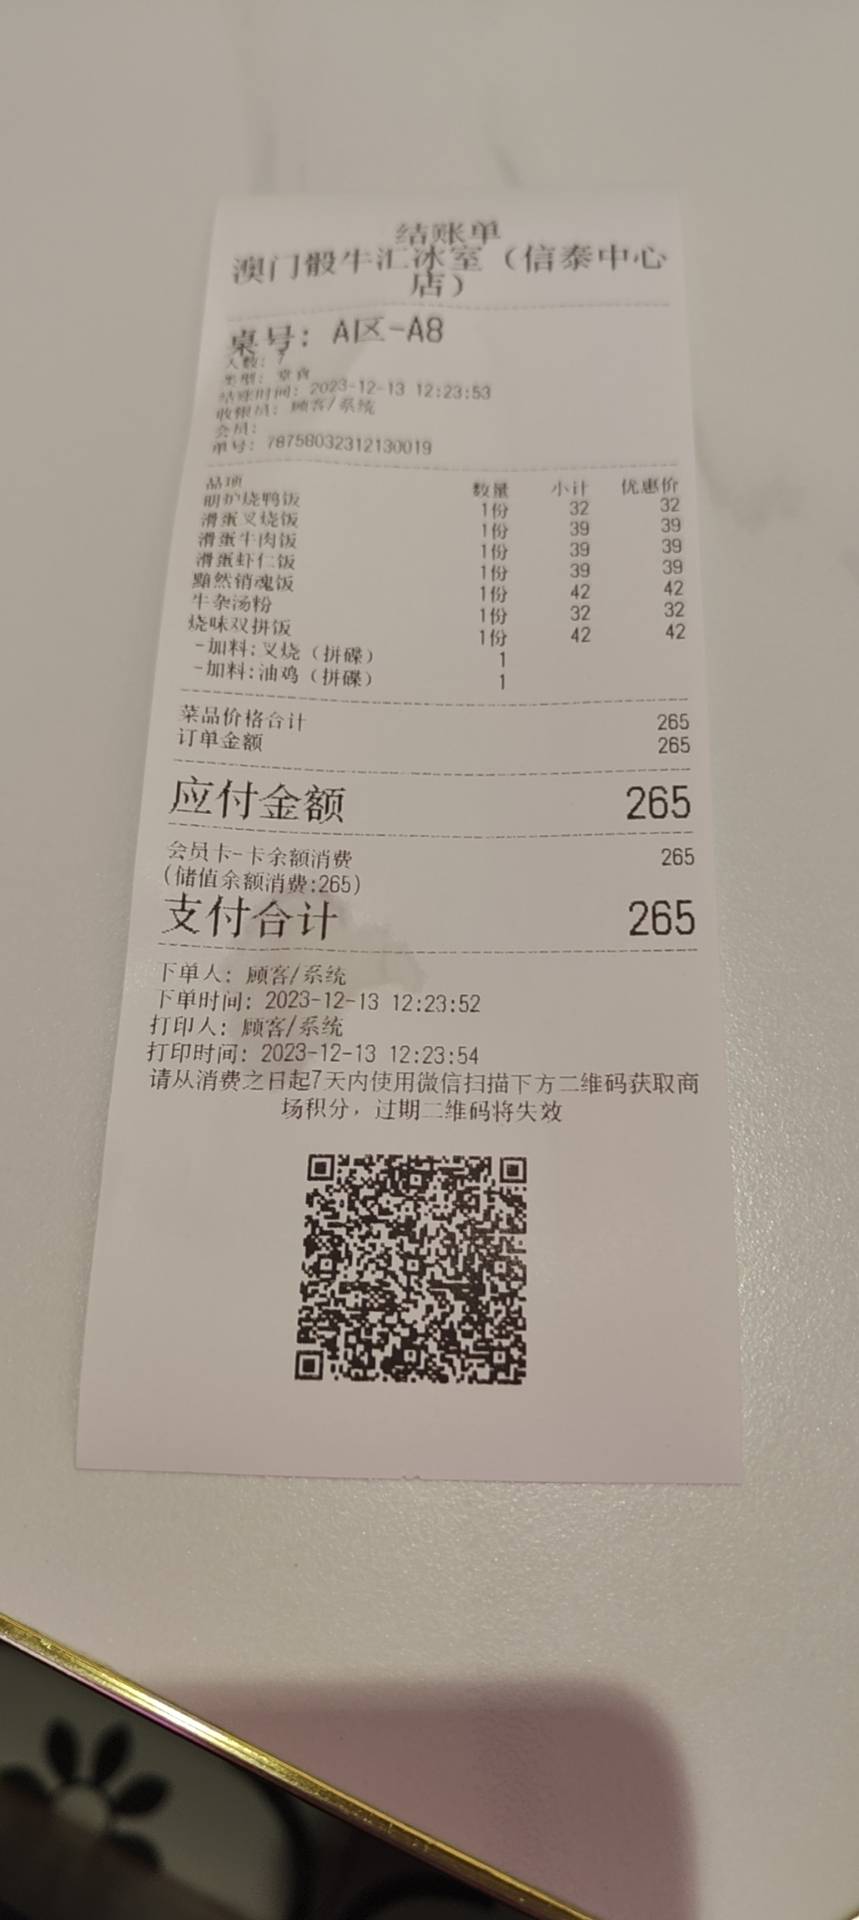 结账单
澳门骰牛汇冰室（信泰中心
店）
桌号: A区-A8
人数: 7
类型: 堂食
结账时间: 2023-12-13 12:23:53
收银员: 顾客/系统
会员:
单号: 78758032312130019
品项 数量 小计 优惠价
明炉烧鸭饭 1份 32 32
滑蛋叉烧饭 1份 39 39
滑蛋牛肉饭 1份 39 39
滑蛋虾仁饭 1份 39 39
黯然销魂饭 1份 42 42
牛杂汤粉 1份 32 32
烧味双拼饭 1份 42 42
-加料:叉烧（拼碟） 1
-加料:油鸡（拼碟） 1
菜品价格合计 265
订单金额 265
应付金额 265
会员卡-卡余额消费 265
(储值余额消费:265)
支付合计 265
下单人: 顾客/系统
下单时间: 2023-12-13 12:23:52
打印人: 顾客/系统
打印时间: 2023-12-13 12:23:54
请从消费之日起7天内使用微信扫描下方二维码获取商
场积分，过期二维码将失效